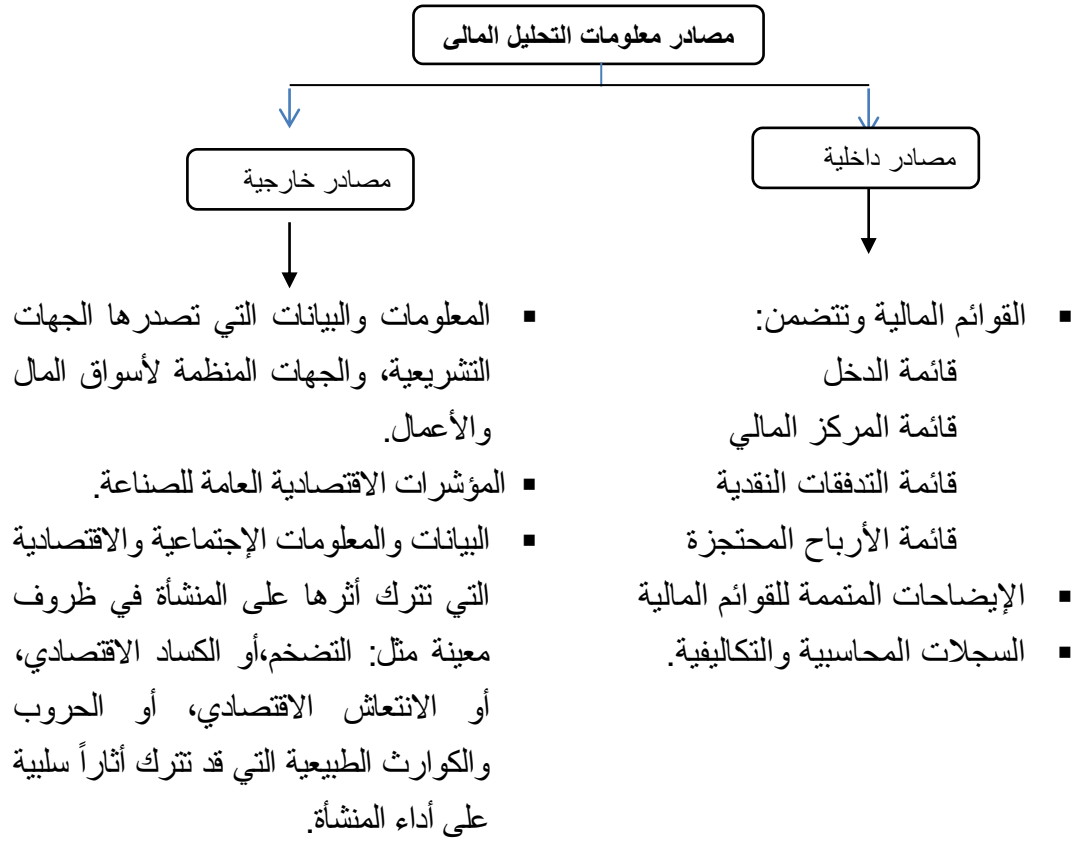 مصادر معلومات التحليل المالى
مصادر داخلية
مصادر خارجية
▪ القوائم المالية وتتضمن:
قائمة الدخل
قائمة المركز المالي
قائمة التدفقات النقدية
قائمة الأرباح المحتجزة
▪ الإيضاحات المتممة للقوائم المالية
▪ السجلات المحاسبية والتكاليفية.
▪ المعلومات والبيانات التي تصدرها الجهات
التشريعية، والجهات المنظمة لأسواق المال
والأعمال.
▪ المؤشرات الاقتصادية العامة للصناعة.
▪ البيانات والمعلومات الإجتماعية والاقتصادية
التي تترك أثرها على المنشأة في ظروف
معينة مثل: التضخم،أو الكساد الاقتصادي،
أو الانتعاش الاقتصادي، أو الحروب
والكوارث الطبيعية التي قد تترك أثاراً سلبية
على أداء المنشأة.